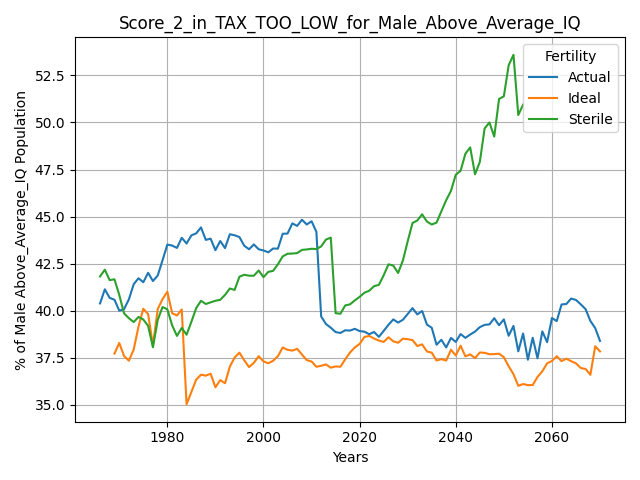 Score_2_in_TAX_TOO_LOW_for_Male_Above_Average_IQ
% of Male Above_Average_IQ Population
52.5
50.0
47.5
45.0
42.5
40.0
37.5
35.0
Fertility
Actual
Ideal
Sterile
1980
2000
2020
2040
2060
Years